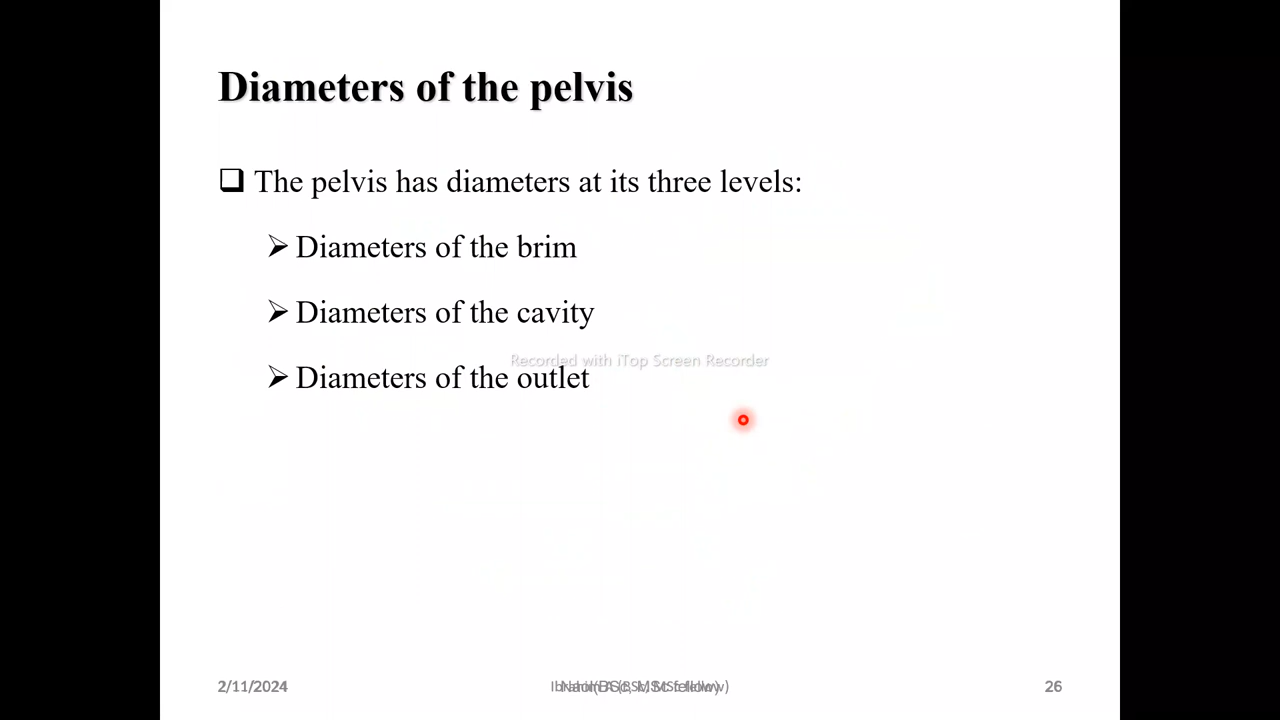 Diameters of the pelvis
The pelvis has diameters at its three levels:
Diameters of the brim
Diameters of the cavity
Recorded with iTop Screen Recorder
Diameters of the outlet
2/11/2024
26